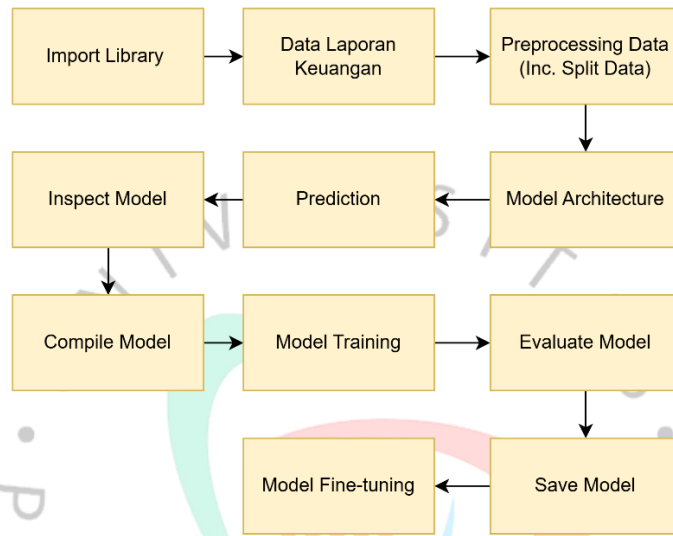 Import Library
Data Laporan
Keuangan
Preprocessing Data
(Inc. Split Data)
Inspect Model
Prediction
Model Architecture
Compile Model
Model Training
Evaluate Model
Model Fine-tuning
Save Model